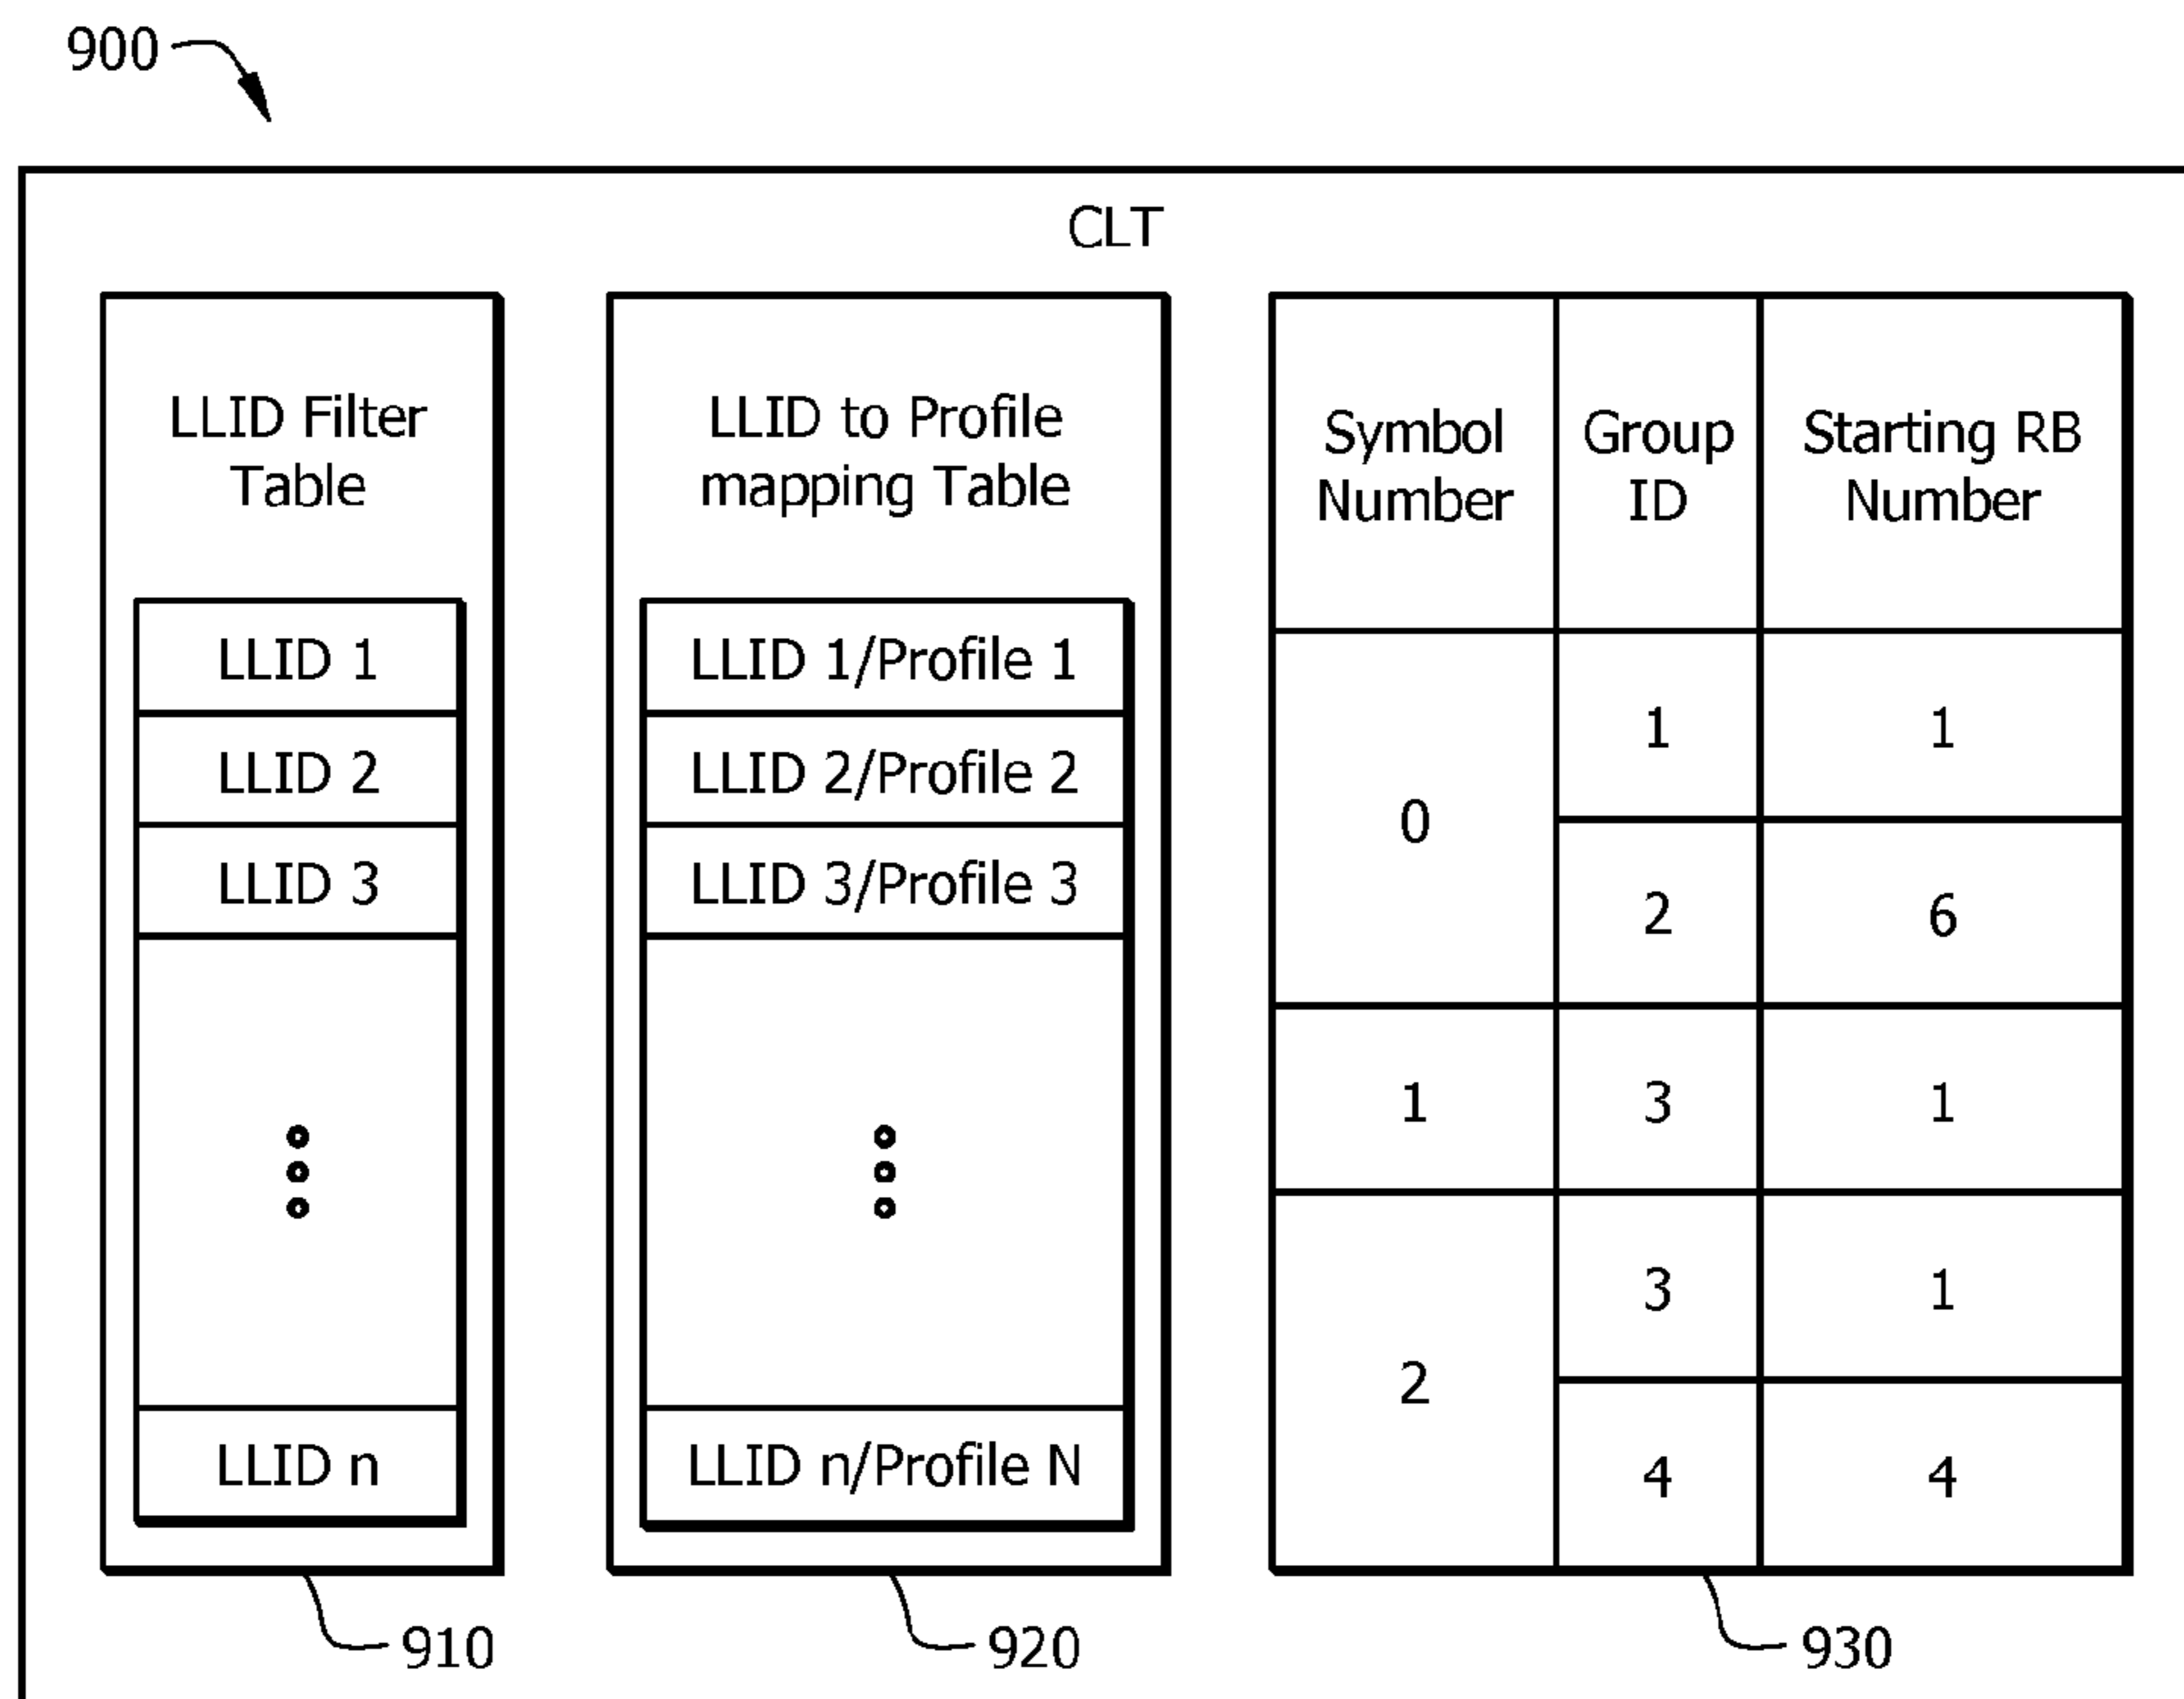 900
CLT
LLID Filter
Table
LLID 1
LLID 2
LLID 3
LLID n
910
LLID to Profile
mapping Table
LLID 1/Profile 1
LLID 2/Profile 2
LLID 3/Profile 3
LLID n/Profile N
920
Symbol
Number
Group
ID
Starting RB
Number
0
1
1
2
6
1
3
1
2
3
1
4
4
930